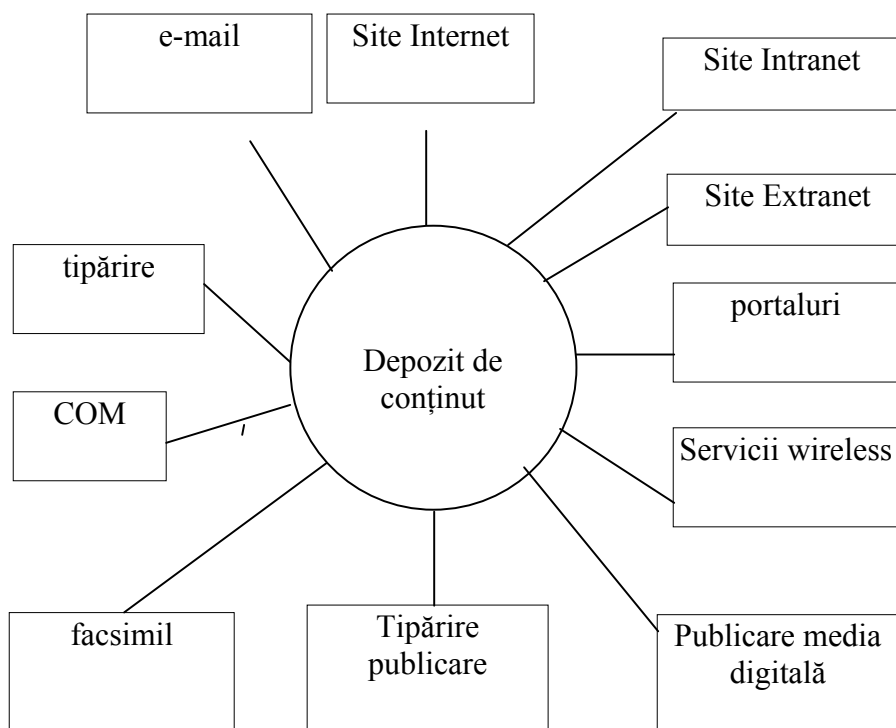 e-mail
Site Internet
Site Intranet
Site Extranet
tipărire
portaluri
Depozit de
conținut
COM
Servicii wireless
facsimil
Tipărire
publicare
Publicare media
digitală